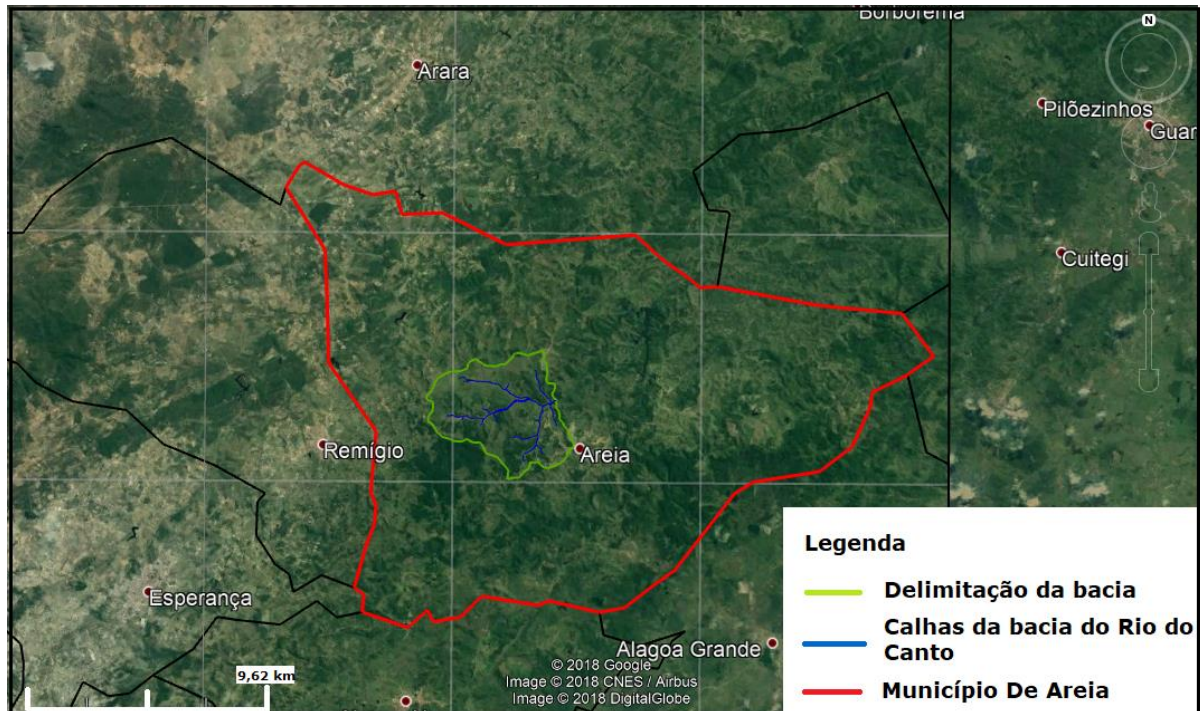 Borborema
Arara
N
Pilõezinhos
Guar
Cuitegi
Remígio
Areia
Esperança
Alagoa Grande
9,62 km
© 2018 Google
Image © 2018 CNES / Airbus
Image © 2018 DigitalGlobe
Legenda
Delimitação da bacia
Calhas da bacia do Rio do
Canto
Município De Areia